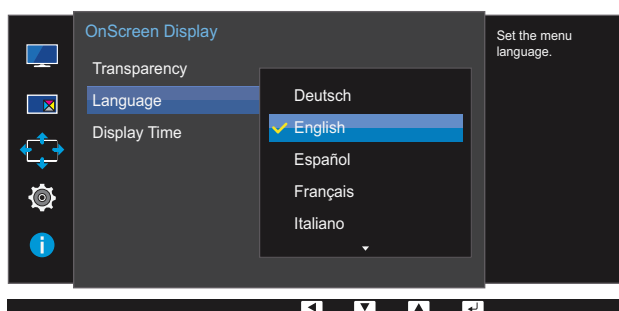 OnScreen Display
Transparency
Language
Display Time
Deutsch
English
Español
Français
Italiano
Set the menu
language.